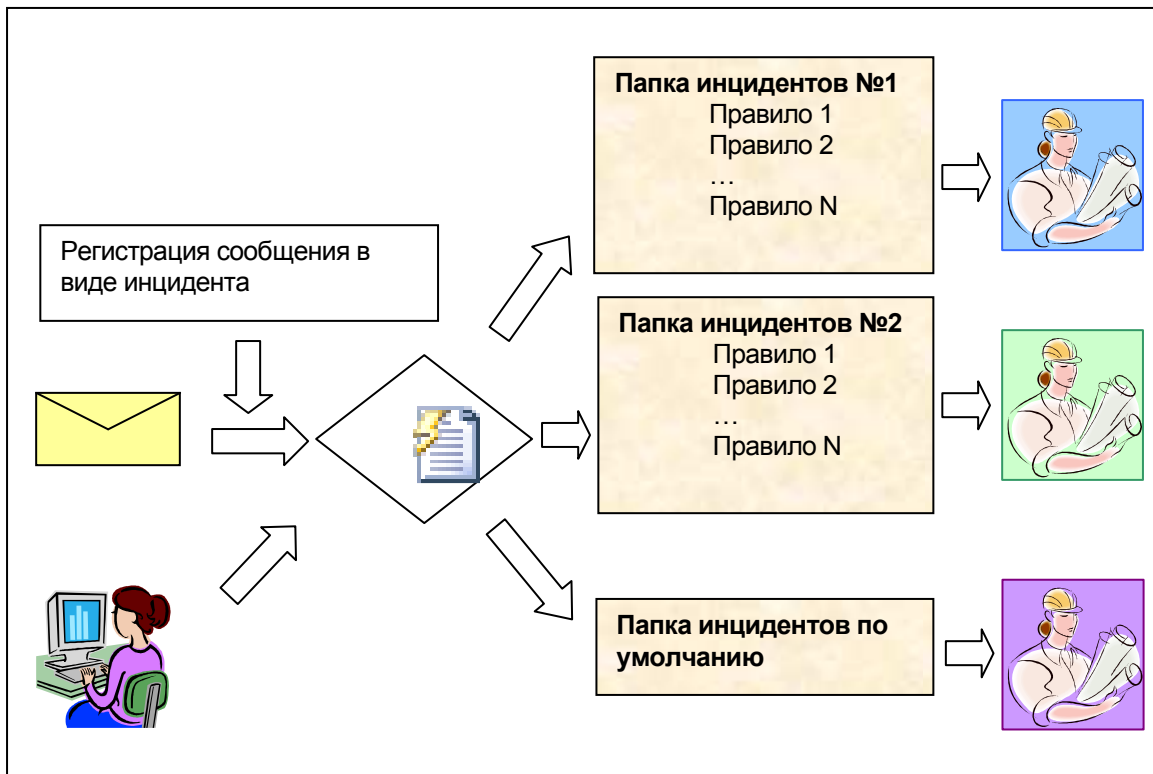 Папка инцидентов №1
Правило 1
Правило 2
...
Правило N
Регистрация сообщения в
виде инцидента
Папка инцидентов №2
Правило 1
Правило 2
...
Правило N
Папка инцидентов по
умолчанию